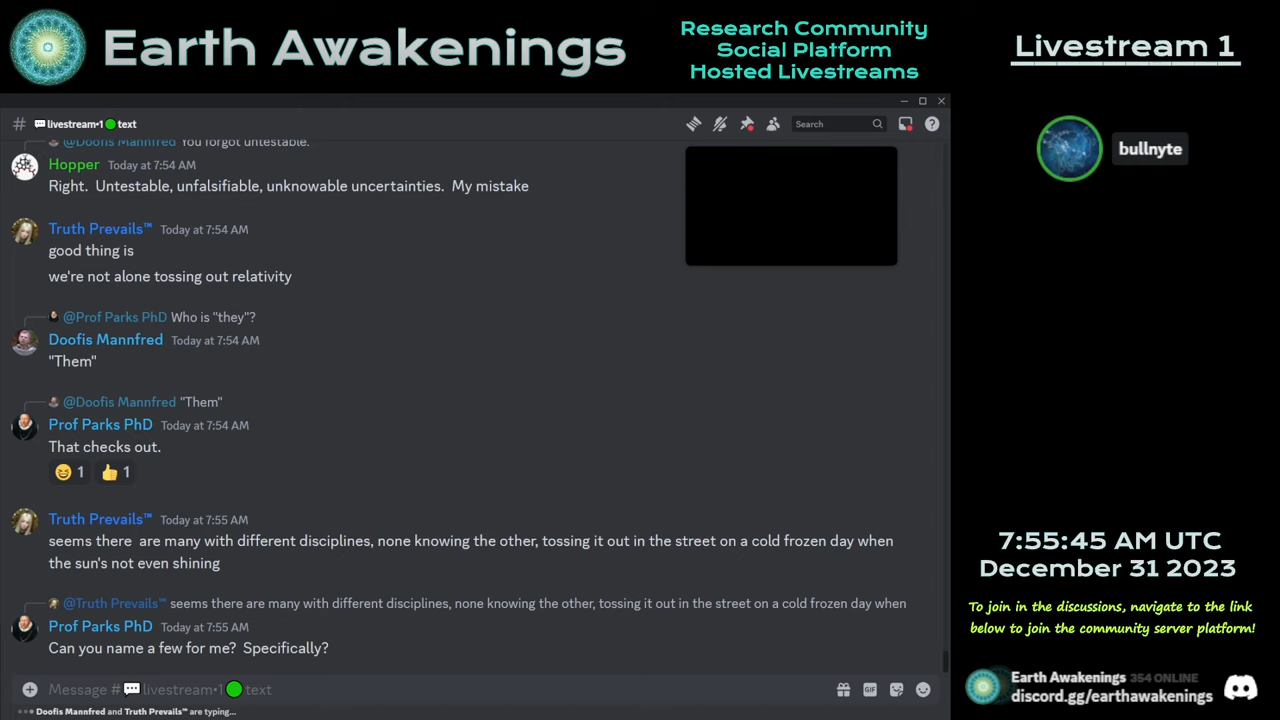 Earth Awakenings
Research Community
Social Platform
Hosted Livestreams
Livestream 1
# livestream•1 text
Search
bullnyte
@Doofis Mannfred You forgot untestable.
Hopper Today at 7:54 AM
Right. Untestable, unfalsifiable, unknowable uncertainties. My mistake
Truth Prevails™ Today at 7:54 AM
good thing is
we're not alone tossing out relativity
@Prof Parks PhD Who is "they"?
Doofis Mannfred Today at 7:54 AM
"Them"
@Doofis Mannfred "Them"
Prof Parks PhD Today at 7:54 AM
That checks out.
😆 1 👍 1
Truth Prevails™ Today at 7:55 AM
seems there are many with different disciplines, none knowing the other, tossing it out in the street on a cold frozen day when
the sun's not even shining
@Truth Prevails™ seems there are many with different disciplines, none knowing the other, tossing it out in the street on a cold frozen day when
Prof Parks PhD Today at 7:55 AM
Can you name a few for me? Specifically?
Message # 💬 livestream•1 🟢 text
GIF
Doofis Mannfred and Truth Prevails™ are typing...
7:55:45 AM UTC
December 31 2023
To join in the discussions, navigate to the link
below to join the community server platform!
Earth Awakenings 354 ONLINE
discord.gg/earthawakenings